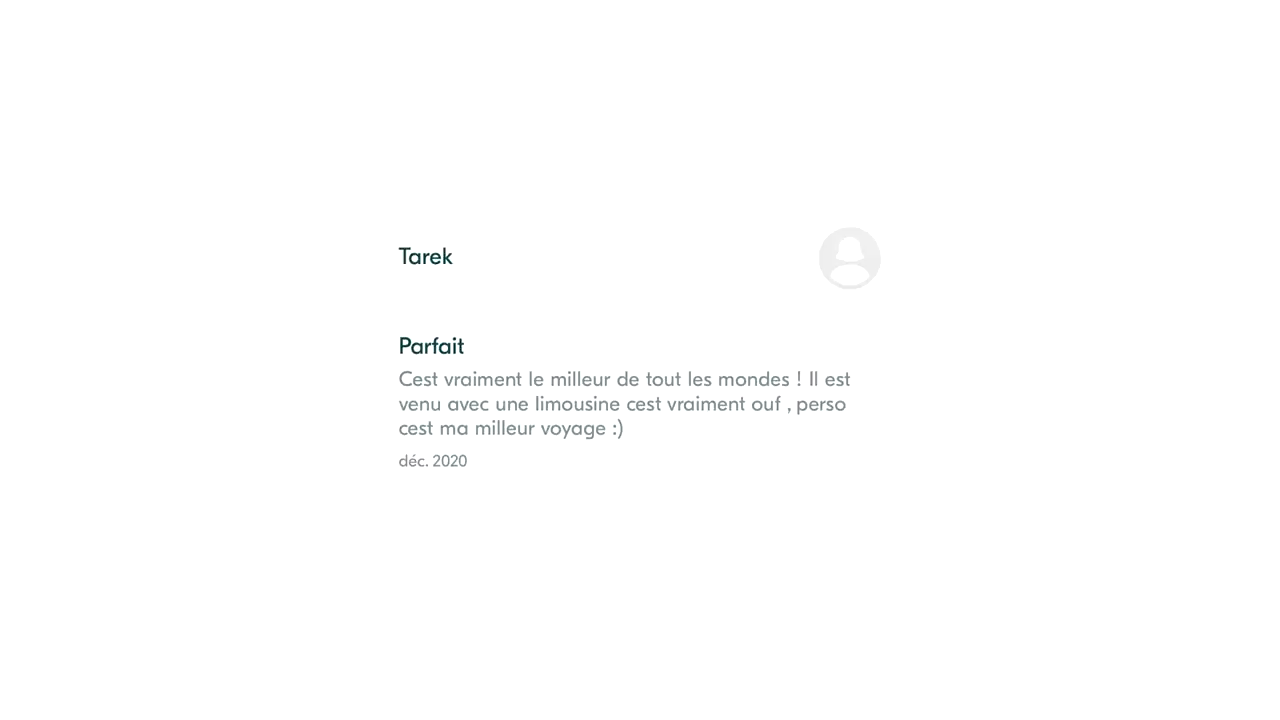 Tarek
Parfait
Cest vraiment le milleur de tout les mondes ! Il est
venu avec une limousine cest vraiment ouf , perso
cest ma milleur voyage :)
déc. 2020